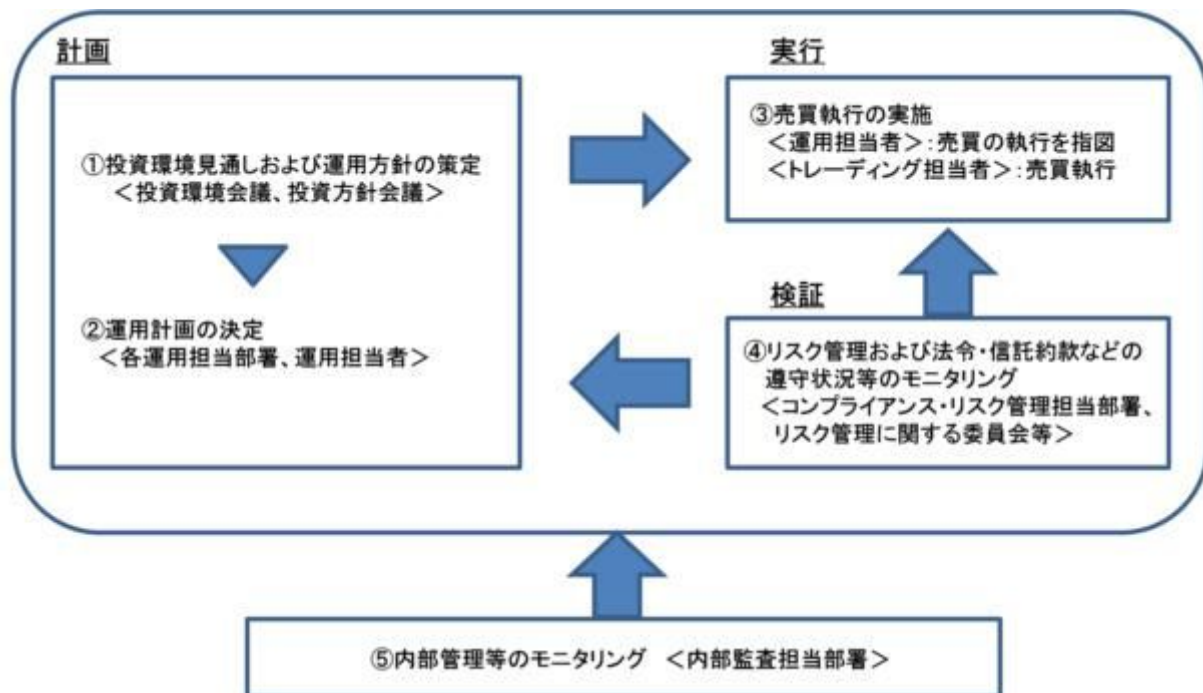 計画
①投資環境見通しおよび運用方針の策定
＜投資環境会議、投資方針会議＞
②運用計画の決定
＜各運用担当部署、運用担当者＞
実行
③売買執行の実施
＜運用担当者＞：売買の執行を指図
＜トレーディング担当者＞：売買執行
検証
④リスク管理および法令・信託約款などの
遵守状況等のモニタリング
＜コンプライアンス・リスク管理担当部署、
リスク管理に関する委員会等＞
⑤内部管理等のモニタリング　＜内部監査担当部署＞